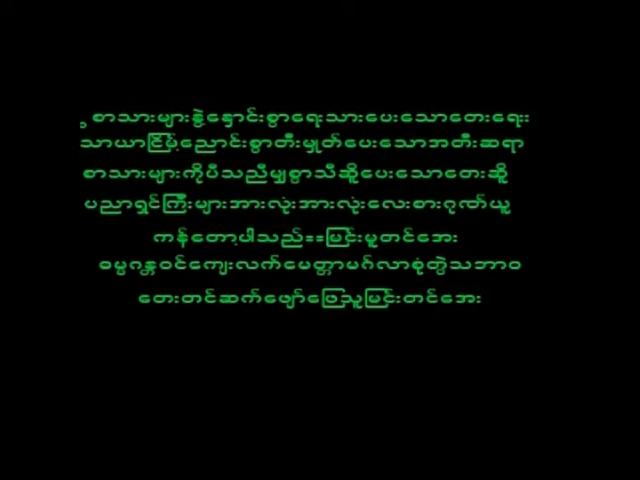 စာသားများနွဲ့နှောင်းစွာရေးသားပေးသောတေးရေး
သာယာငြိမ့်ညောင်းစွာတီးမှုတ်ပေးသောအတီးဆရာ
စာသားများကိုပီသညီမျှစွာသီဆိူပေးသောတေးဆို
ပညာရှင်ကြီးများအားလုံးအားလုံးလေးစားဂုဏ်ယူ
ကန်တော့ပါသည်==မြင်းမူတင်အေး
ဓမ္မဂန္တဝင်ကျေးလက်မေတ္တာမဂ်လာစုံတွဲသဘာဝ
တေးတင်ဆက်ဖျော်ဖြေသူမြင်းတင်အေး